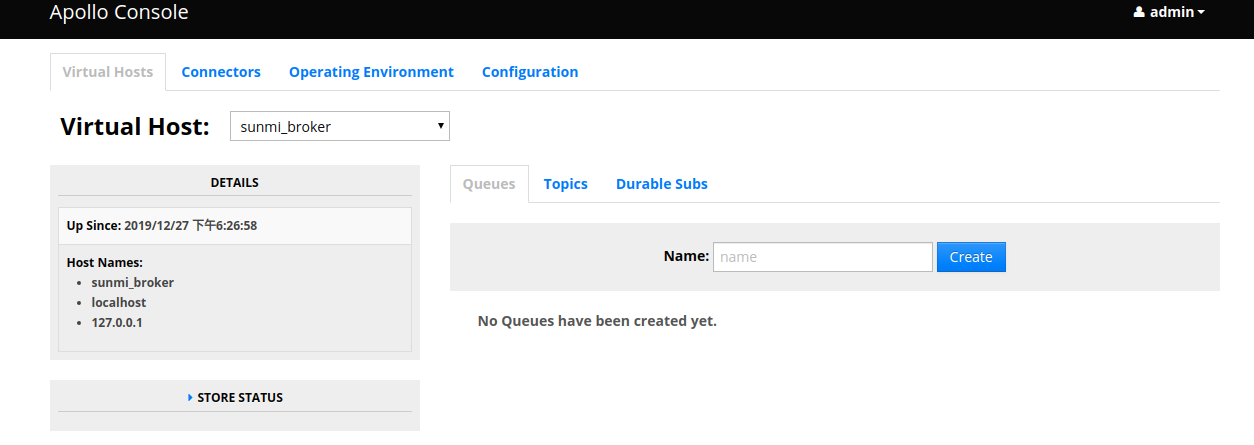 Apollo Console
admin
Virtual Hosts Connectors Operating Environment Configuration
Virtual Host: sunmi_broker
DETAILS
Up Since: 2019/12/27 下午6:26:58
Host Names:
sunmi_broker
localhost
127.0.0.1
STORE STATUS
Queues Topics Durable Subs
Name: name Create
No Queues have been created yet.